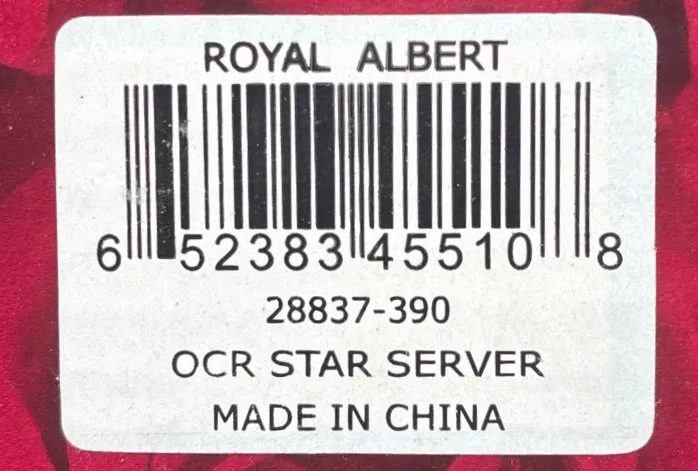 ROYAL ALBERT
6 52383 45510 8
28837-390
OCR STAR SERVER
MADE IN CHINA